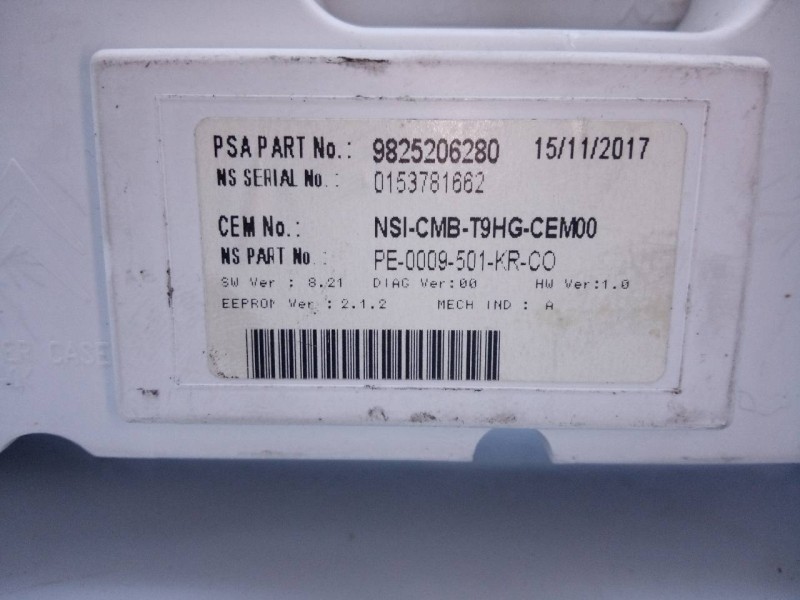 PSA PART No.: 9825206280 15/11/2017
NS SERIAL No. : 0153781662
CEM No.: NSI-CMB-T9HG-CEM00
NS PART No. : PE-0009-501-KR-CO
SW Ver : 8.21 DIAG Ver:00 HW Ver:1.0
EEPROM Ver : 2.1.2 MECH IND : A
ER CASE